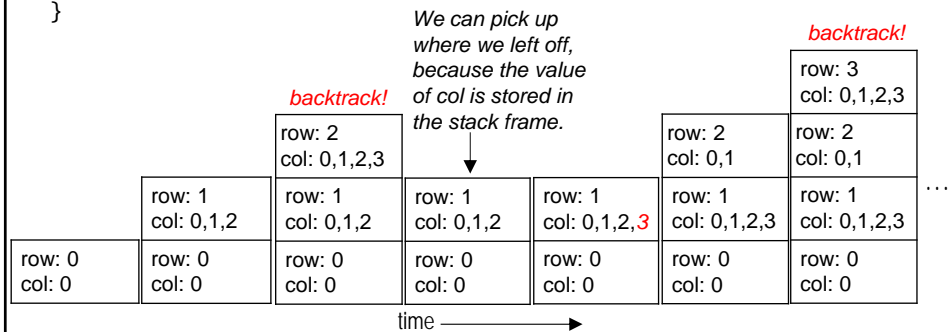 }
We can pick up
where we left off,
because the value
of col is stored in
the stack frame.
backtrack!
backtrack!
row: 3
col: 0,1,2,3
row: 2
col: 0,1,2,3
row: 2
col: 0,1
row: 2
col: 0,1
row: 1
col: 0,1,2
row: 1
col: 0,1,2
row: 1
col: 0,1,2
row: 1
col: 0,1,2,3
row: 1
col: 0,1,2,3
row: 1
col: 0,1,2,3
...
row: 0
col: 0
row: 0
col: 0
row: 0
col: 0
row: 0
col: 0
row: 0
col: 0
row: 0
col: 0
row: 0
col: 0
time